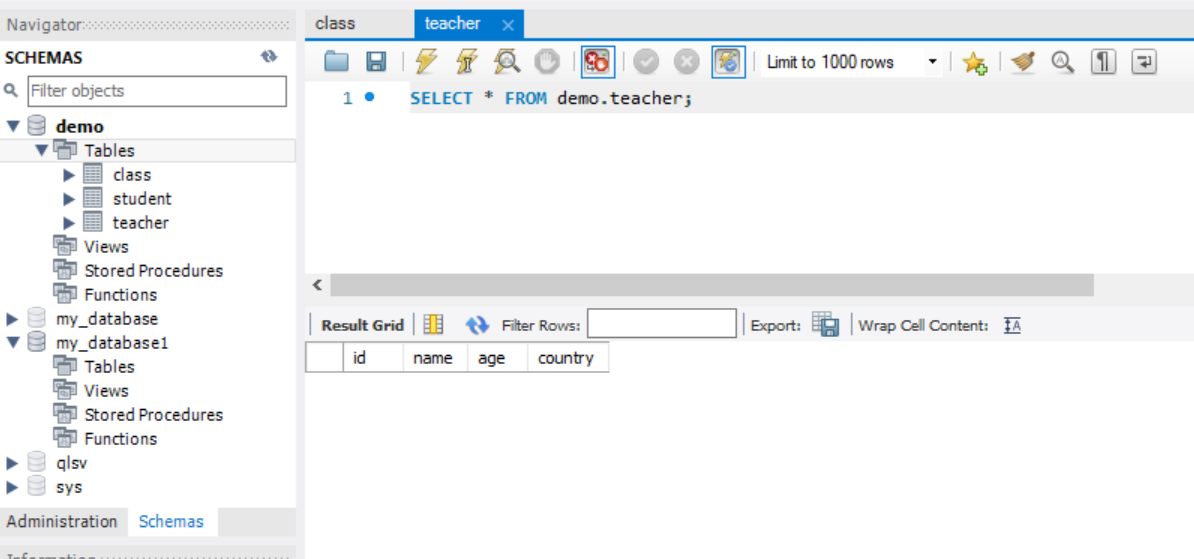 Navigator
SCHEMAS
Filter objects
demo
Tables
class
student
teacher
Views
Stored Procedures
Functions
my_database
my_database1
Tables
Views
Stored Procedures
Functions
qlsv
sys
Administration Schemas
Information
class teacher
Limit to 1000 rows
1 SELECT * FROM demo.teacher;
Result Grid Filter Rows: Export: Wrap Cell Content:
id name age country